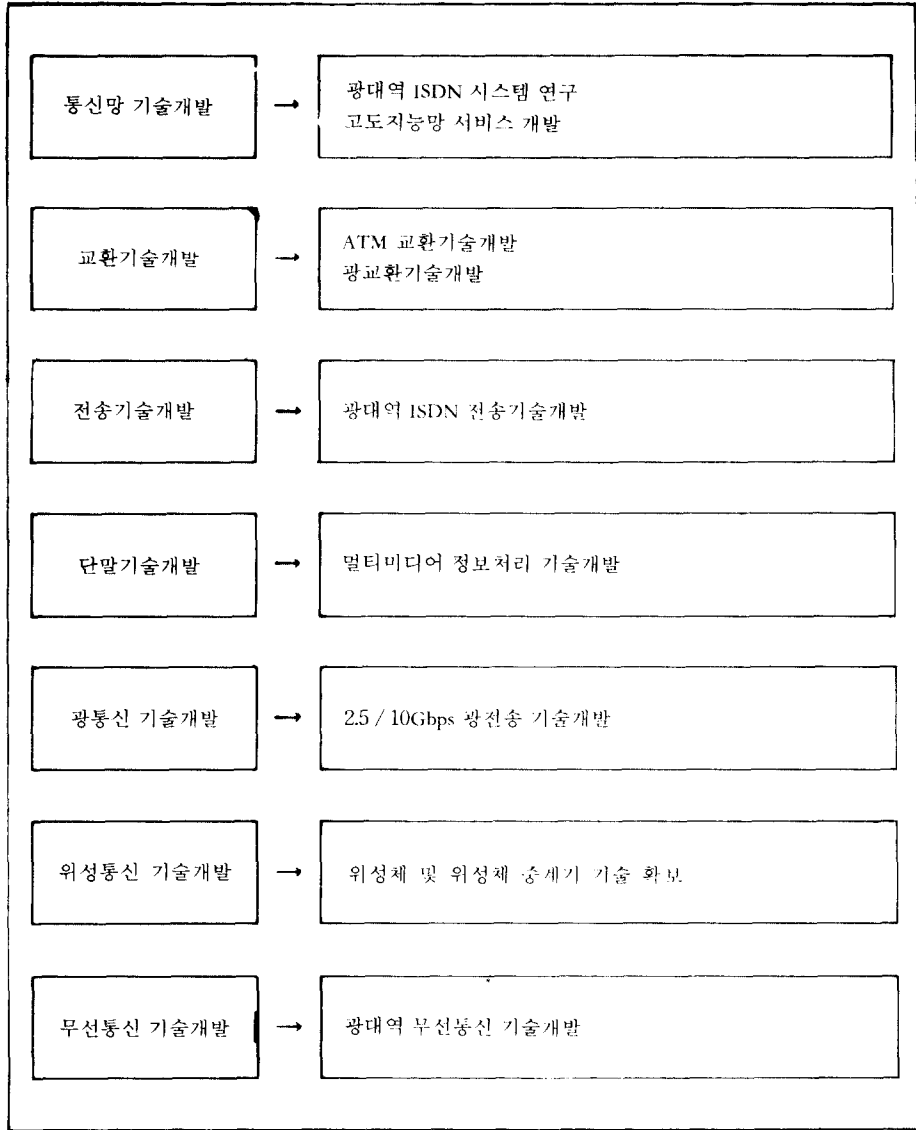 통신망 기술개발 → 광대역 ISDN 시스템 연구
고도지능망 서비스 개발
교환기술개발 → ATM 교환기술개발
광교환기술개발
전송기술개발 → 광대역 ISDN 전송기술개발
단말기술개발 → 멀티미디어 정보처리 기술개발
광통신 기술개발 → 2.5 / 10Gbps 광전송 기술개발
위성통신 기술개발 → 위성체 및 위성체 중계기 기술 확보
무선통신 기술개발 → 광대역 무선통신 기술개발